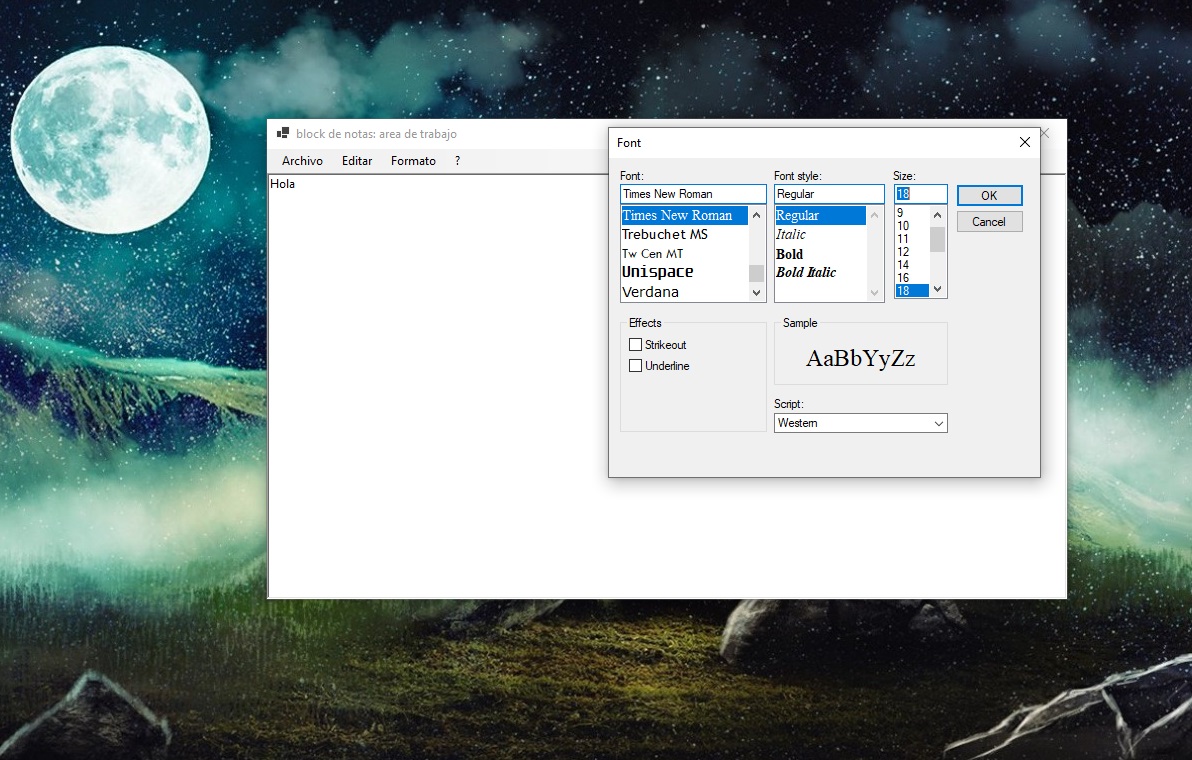 block de notas: area de trabajo
Archivo Editar Formato ?
Hola
Font
Font: Font style: Size:
Times New Roman Regular 18
OK
Cancel
Times New Roman
Trebuchet MS
Tw Cen MT
Unispace
Verdana
Regular
Italic
Bold
Bold Italic
9
10
11
12
14
16
18
Effects
Strikeout
Underline
Sample
AaBbYyZz
Script:
Western